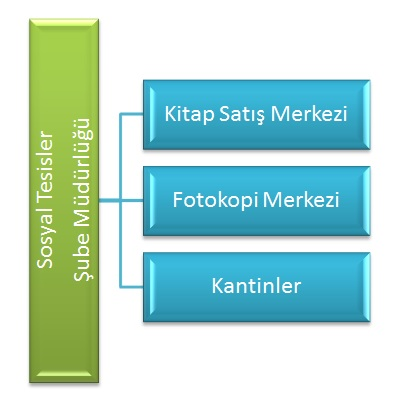 Sosyal Tesisler
Şube Müdürlüğü
Kitap Satış Merkezi
Fotokopi Merkezi
Kantinler